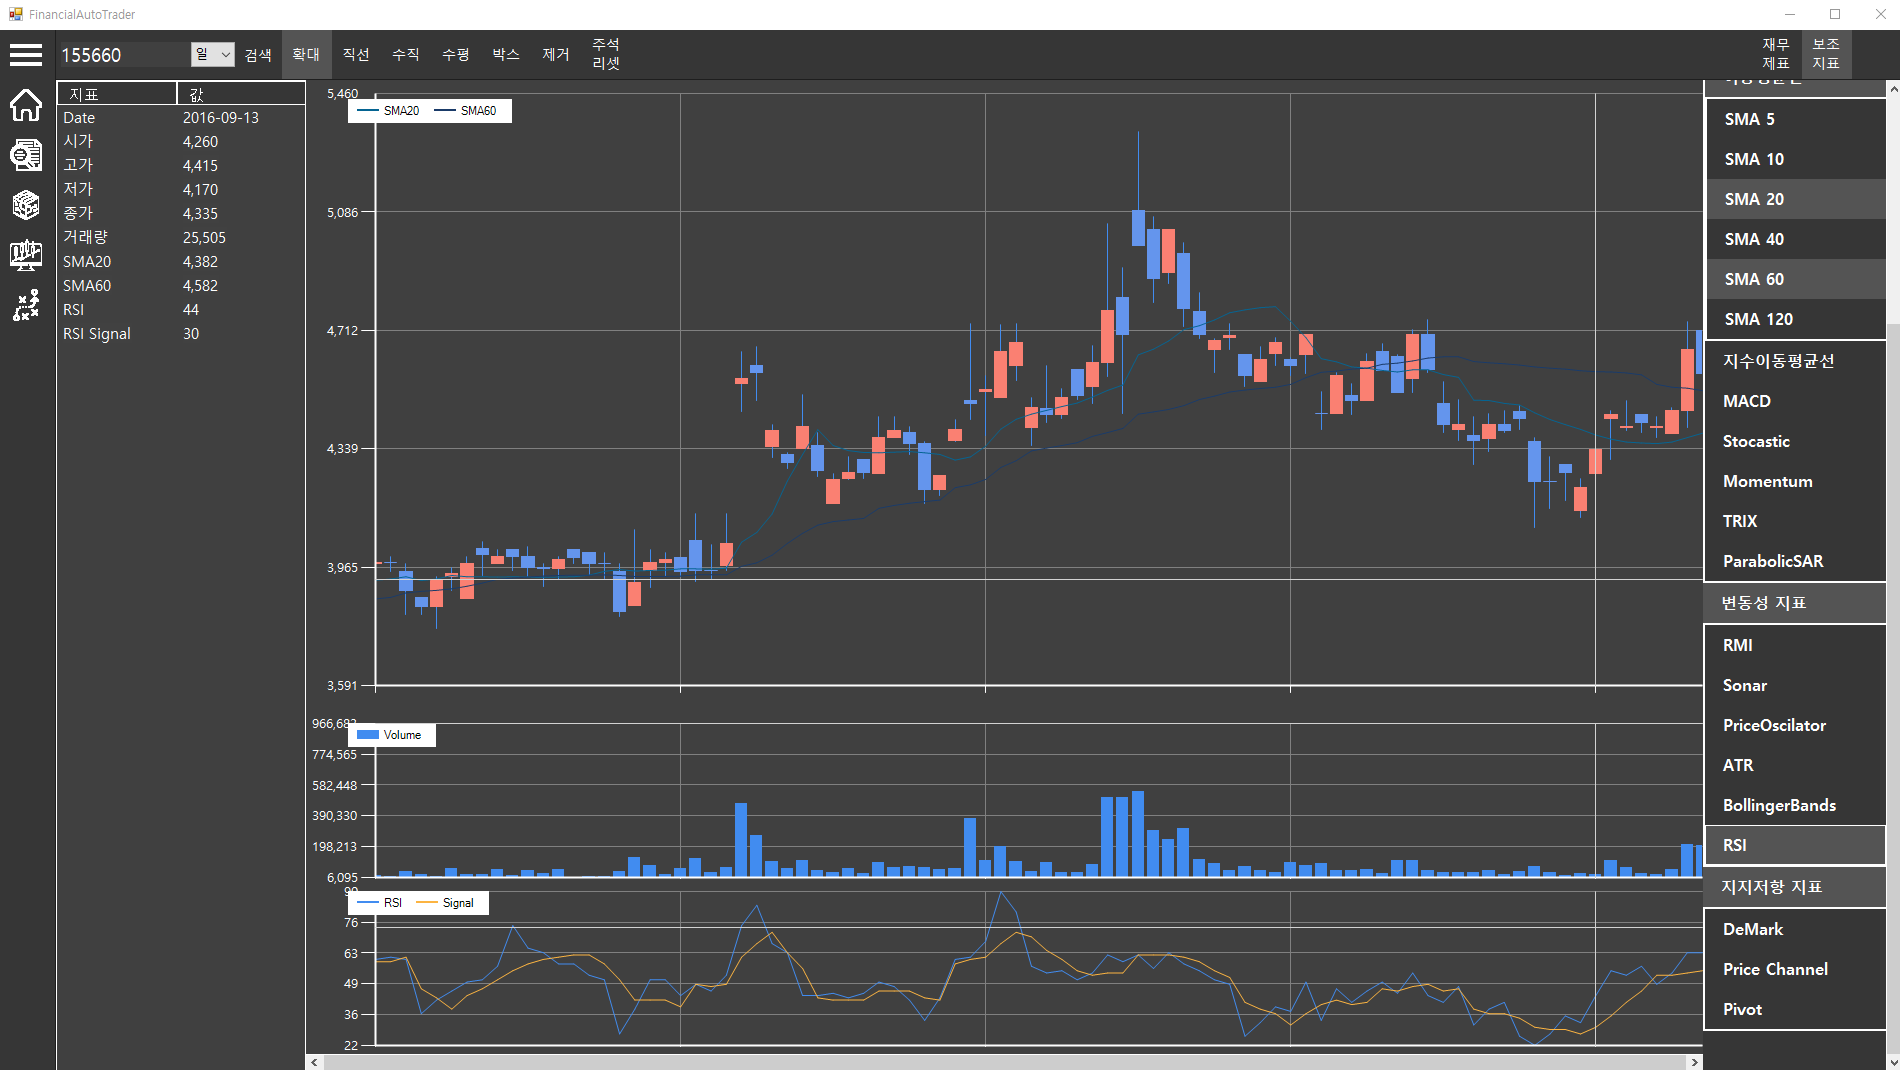 FinancialAutoTrader
155660
일
검색
확대
직선
수직
수평
박스
제거
주석
리셋
재무
제표
보조
지표
지표 값
Date 2016-09-13
시가 4,260
고가 4,415
저가 4,170
종가 4,335
거래량 25,505
SMA20 4,382
SMA60 4,582
RSI 44
RSI Signal 30
5,460
5,086
4,712
4,339
3,965
3,591
SMA20 SMA60
966,682
774,565
582,448
390,330
198,213
6,095
Volume
90
76
63
49
36
22
RSI Signal
SMA 5
SMA 10
SMA 20
SMA 40
SMA 60
SMA 120
지수이동평균선
MACD
Stocastic
Momentum
TRIX
ParabolicSAR
변동성 지표
RMI
Sonar
PriceOscilator
ATR
BollingerBands
RSI
지지저항 지표
DeMark
Price Channel
Pivot